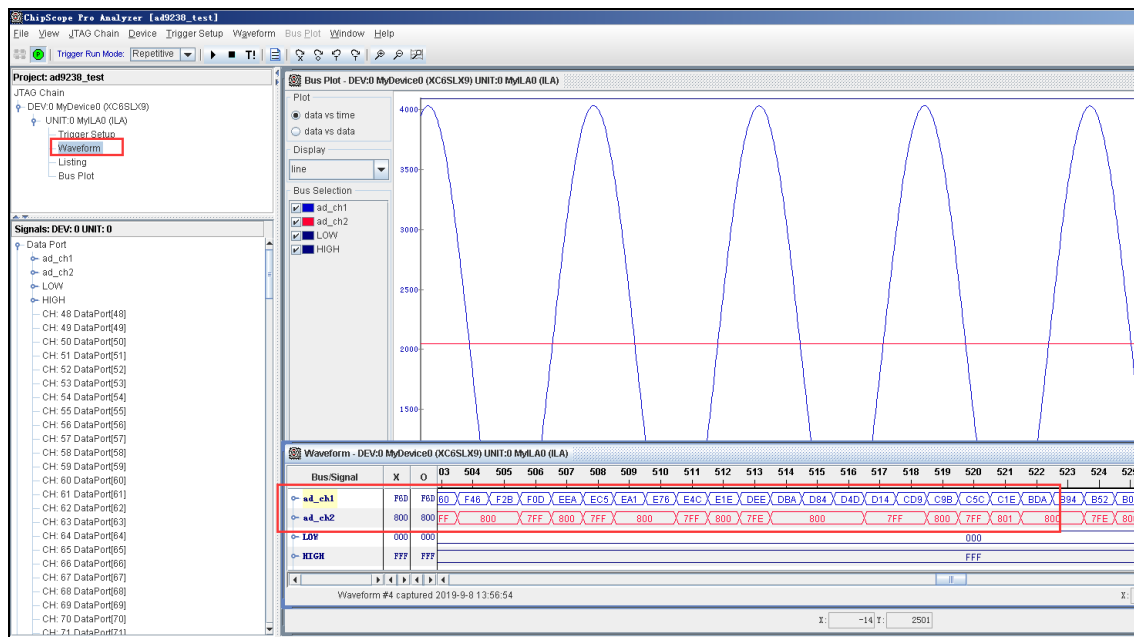 ChipScope Pro Analyzer [ad9238_test]
File View JTAG Chain Device Trigger Setup Waveform Bus Plot Window Help
Trigger Run Mode: Repetitive T!
Project: ad9238_test
JTAG Chain
DEV:0 MyDevice0 (XC6SLX9)
UNIT:0 MyILA0 (ILA)
Trigger Setup
Waveform
Listing
Bus Plot
Signals: DEV: 0 UNIT: 0
Data Port
ad_ch1
ad_ch2
LOW
HIGH
CH: 48 DataPort[48]
CH: 49 DataPort[49]
CH: 50 DataPort[50]
CH: 51 DataPort[51]
CH: 52 DataPort[52]
CH: 53 DataPort[53]
CH: 54 DataPort[54]
CH: 55 DataPort[55]
CH: 56 DataPort[56]
CH: 57 DataPort[57]
CH: 58 DataPort[58]
CH: 59 DataPort[59]
CH: 60 DataPort[60]
CH: 61 DataPort[61]
CH: 62 DataPort[62]
CH: 63 DataPort[63]
CH: 64 DataPort[64]
CH: 65 DataPort[65]
CH: 66 DataPort[66]
CH: 67 DataPort[67]
CH: 68 DataPort[68]
CH: 69 DataPort[69]
CH: 70 DataPort[70]
CH: 71 DataPort[71]
Bus Plot - DEV:0 MyDevice0 (XC6SLX9) UNIT:0 MyILA0 (ILA)
Plot
data vs time
data vs data
Display
line
Bus Selection
ad_ch1
ad_ch2
LOW
HIGH
4000
3500
3000
2500
2000
1500
Waveform - DEV:0 MyDevice0 (XC6SLX9) UNIT:0 MyILA0 (ILA)
Bus/Signal X O 03 504 505 506 507 508 509 510 511 512 513 514 515 516 517 518 519 520 521 522 523 524 525
ad_ch1 F6D F6D 60 F46 F2B F0D EEA EC5 EA1 E76 E4C E1E DEE DBA D84 D4D D14 CD9 C9B C5C C1E BDA B94 B52 B0
ad_ch2 800 800 FF 800 7FF 800 7FF 800 7FF 800 7FE 800 7FF 800 7FF 801 800 7FE 80
LOW 000 000 000
HIGH FFF FFF FFF
Waveform #4 captured 2019-9-8 13:56:54 X:
X: -14 Y: 2501